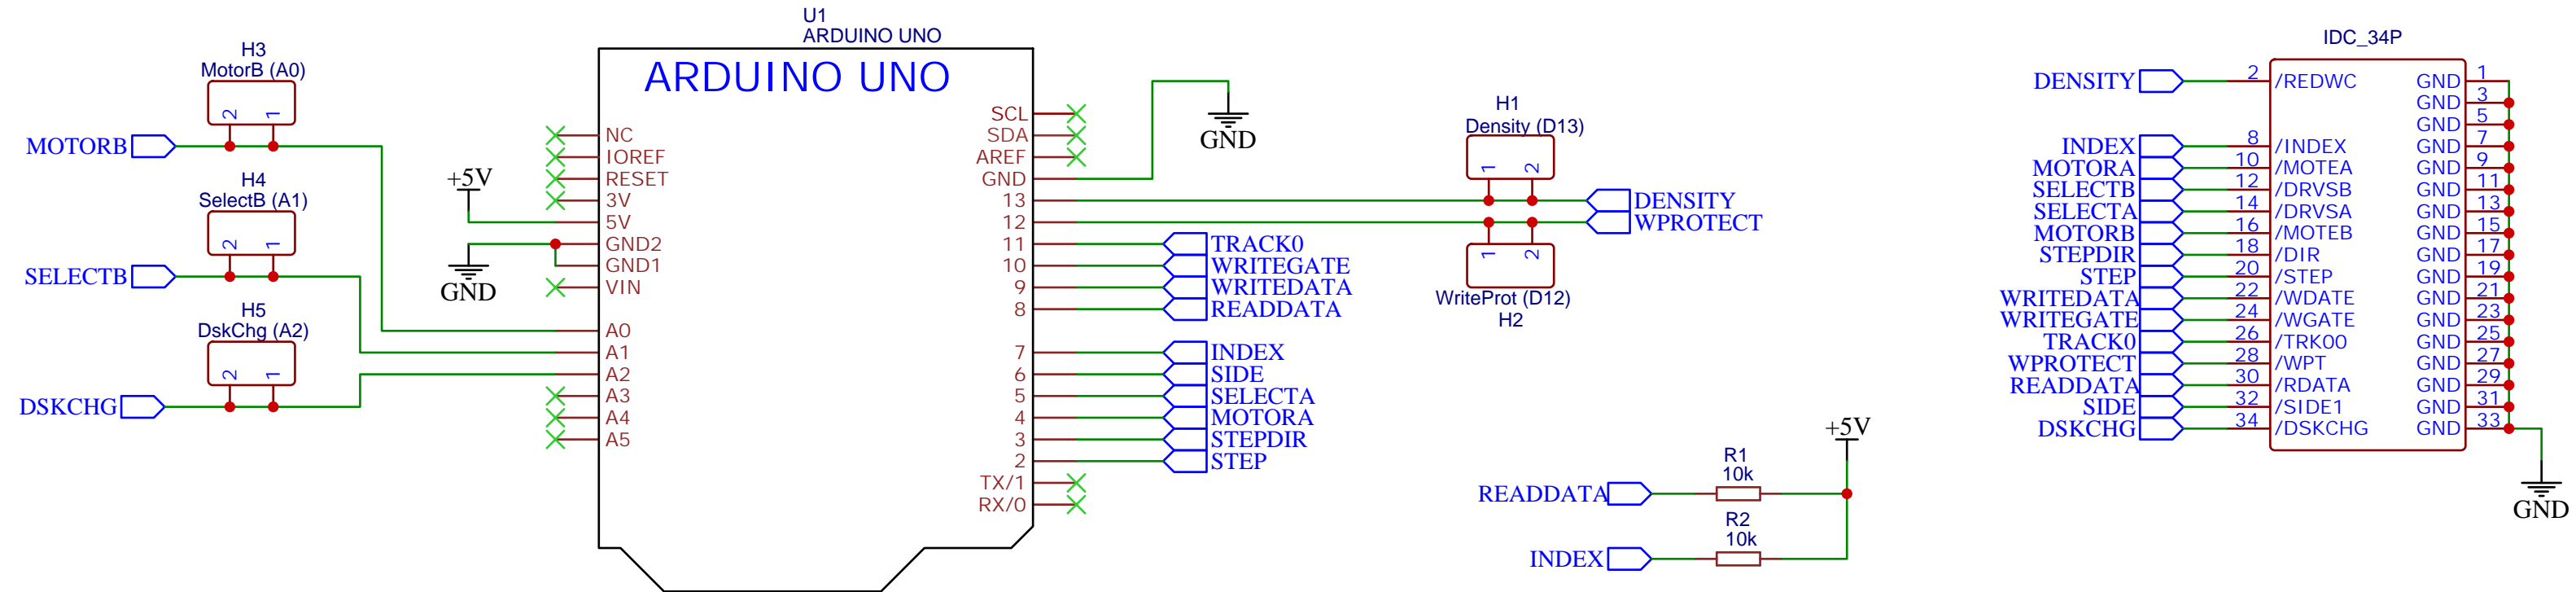 H3
MotorB (A0)
2 1
MOTORB
H4
SelectB (A1)
2 1
SELECTB
H5
DskChg (A2)
2 1
DSKCHG
+5V
GND
U1
ARDUINO UNO
ARDUINO UNO
NC
IOREF
RESET
3V
5V
GND2
GND1
VIN
A0
A1
A2
A3
A4
A5
SCL
SDA
AREF
GND
13
12
11 TRACK0
10 WRITEGATE
9 WRITEDATA
8 READDATA
7 INDEX
6 SIDE
5 SELECTA
4 MOTORA
3 STEPDIR
2 STEP
TX/1
RX/0
GND
H1
Density (D13)
1 2
DENSITY
WPROTECT
1 2
WriteProt (D12)
H2
+5V
R1
10k
READDATA
R2
10k
INDEX
IDC_34P
DENSITY 2 /REDWC GND 1
GND 3
GND 5
INDEX 8 /INDEX GND 7
MOTORA 10 /MOTEA GND 9
SELECTB 12 /DRVSB GND 11
SELECTA 14 /DRVSA GND 13
MOTORB 16 /MOTEB GND 15
STEPDIR 18 /DIR GND 17
STEP 20 /STEP GND 19
WRITEDATA 22 /WDATE GND 21
WRITEGATE 24 /WGATE GND 23
TRACK0 26 /TRK00 GND 25
WPROTECT 28 /WPT GND 27
READDATA 30 /RDATA GND 29
SIDE 32 /SIDE1 GND 31
DSKCHG 34 /DSKCHG GND 33
GND